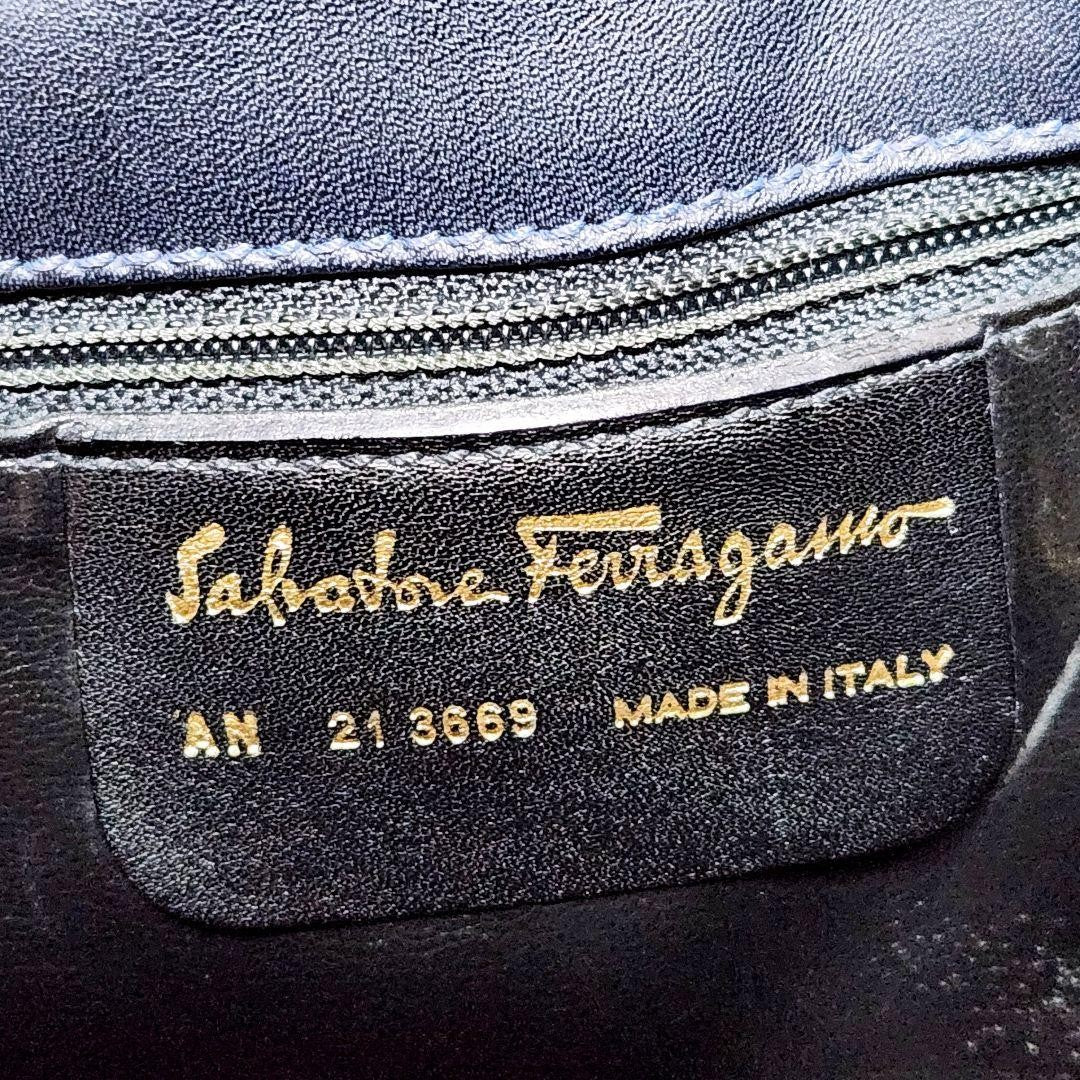 Salvatore Ferragamo
AN 21 3669 MADE IN ITALY